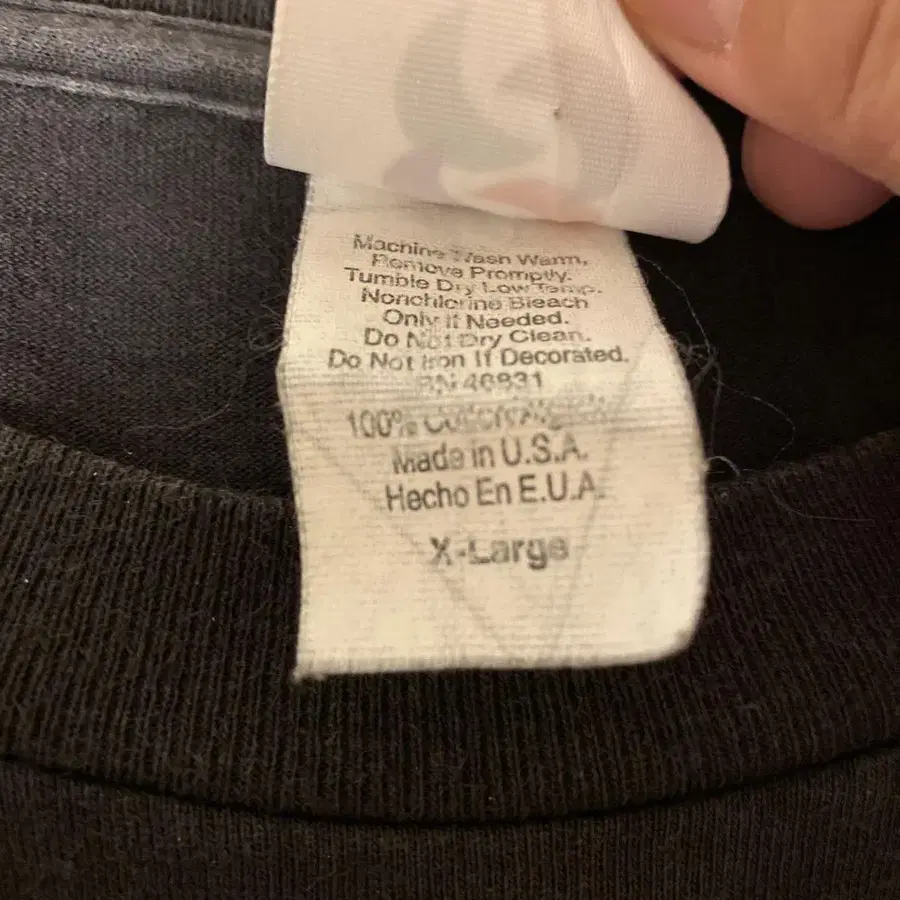 Machine Wash Warm,
Remove Promptly.
Tumble Dry Low Temp.
Nonchlorine Bleach
Only If Needed.
Do Not Dry Clean.
Do Not Iron If Decorated.
RN 46831
100% Cotton
Made in U.S.A.
Hecho En E.U.A.
X-Large